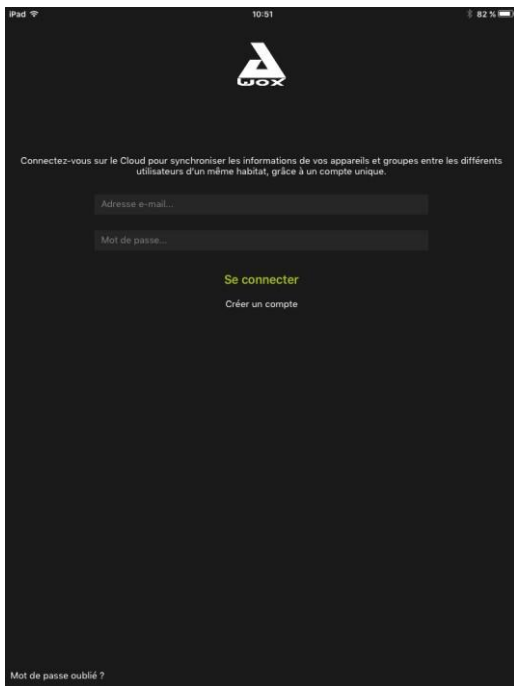 iPad 10:51 82 %
WOX
Connectez-vous sur le Cloud pour synchroniser les informations de vos appareils et groupes entre les différents
utilisateurs d'un même habitat, grâce à un compte unique.
Adresse e-mail...
Mot de passe...
Se connecter
Créer un compte
Mot de passe oublié ?